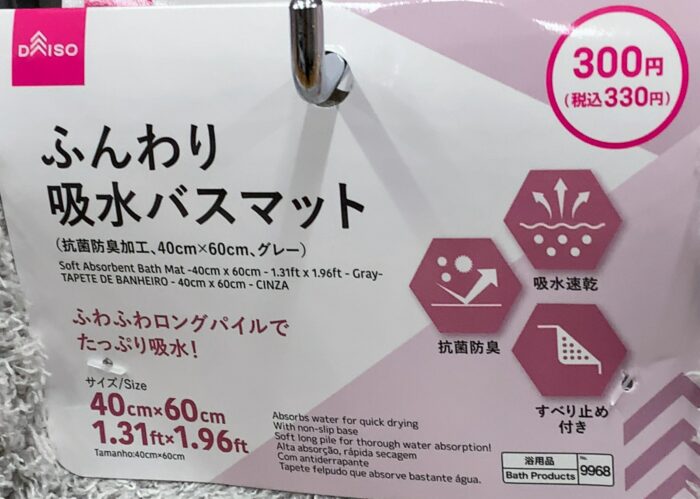 DAISO
300円
(税込330円)
ふんわり
吸水バスマット
(抗菌防臭加工、40cm×60cm、グレー)
Soft Absorbent Bath Mat -40cm x 60cm - 1.31ft x 1.96ft - Gray-
TAPETE DE BANHEIRO - 40cm x 60cm - CINZA
吸水速乾
抗菌防臭
すべり止め
付き
ふわふわロングパイルで
たっぷり吸水!
サイズ/Size
40cm×60cm
1.31ft×1.96ft
Tamanho:40cm×60cm
Absorbs water for quick drying
With non-slip base
Soft long pile for thorough water absorption!
Alta absorção, rápida secagem
Com antiderrapante
Tapete felpudo que absorve bastante água.
浴用品
Bath Products
No.
9968